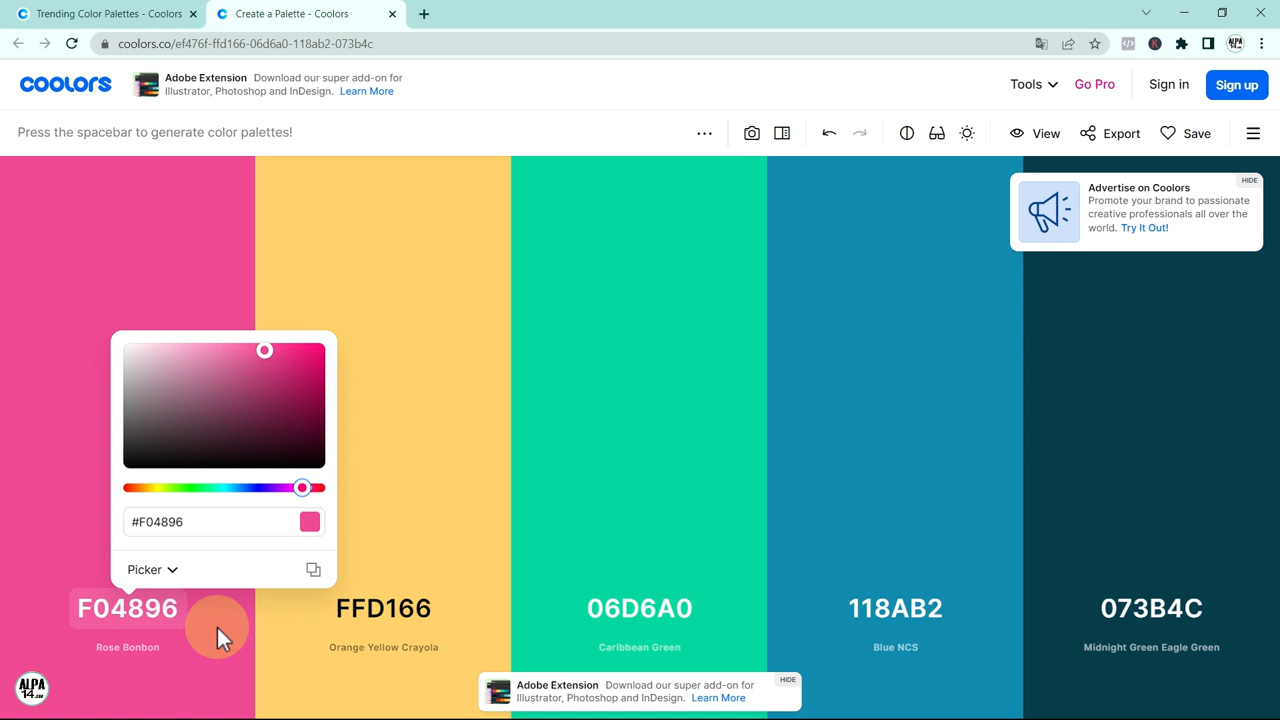 Trending Color Palettes - Coolors
Create a Palette - Coolors
coolors.co/ef476f-ffd166-06d6a0-118ab2-073b4c
K
ALPA
coolors
Adobe Extension Download our super add-on for
Illustrator, Photoshop and InDesign. Learn More
Tools
Go Pro
Sign in
Sign up
Press the spacebar to generate color palettes!
View
Export
Save
HIDE
Advertise on Coolors
Promote your brand to passionate
creative professionals all over the
world. Try It Out!
#F04896
Picker
F04896
FFD166
06D6A0
118AB2
073B4C
Rose Bonbon
Orange Yellow Crayola
Caribbean Green
Blue NCS
Midnight Green Eagle Green
HIDE
Adobe Extension Download our super add-on for
Illustrator, Photoshop and InDesign. Learn More
ALPA